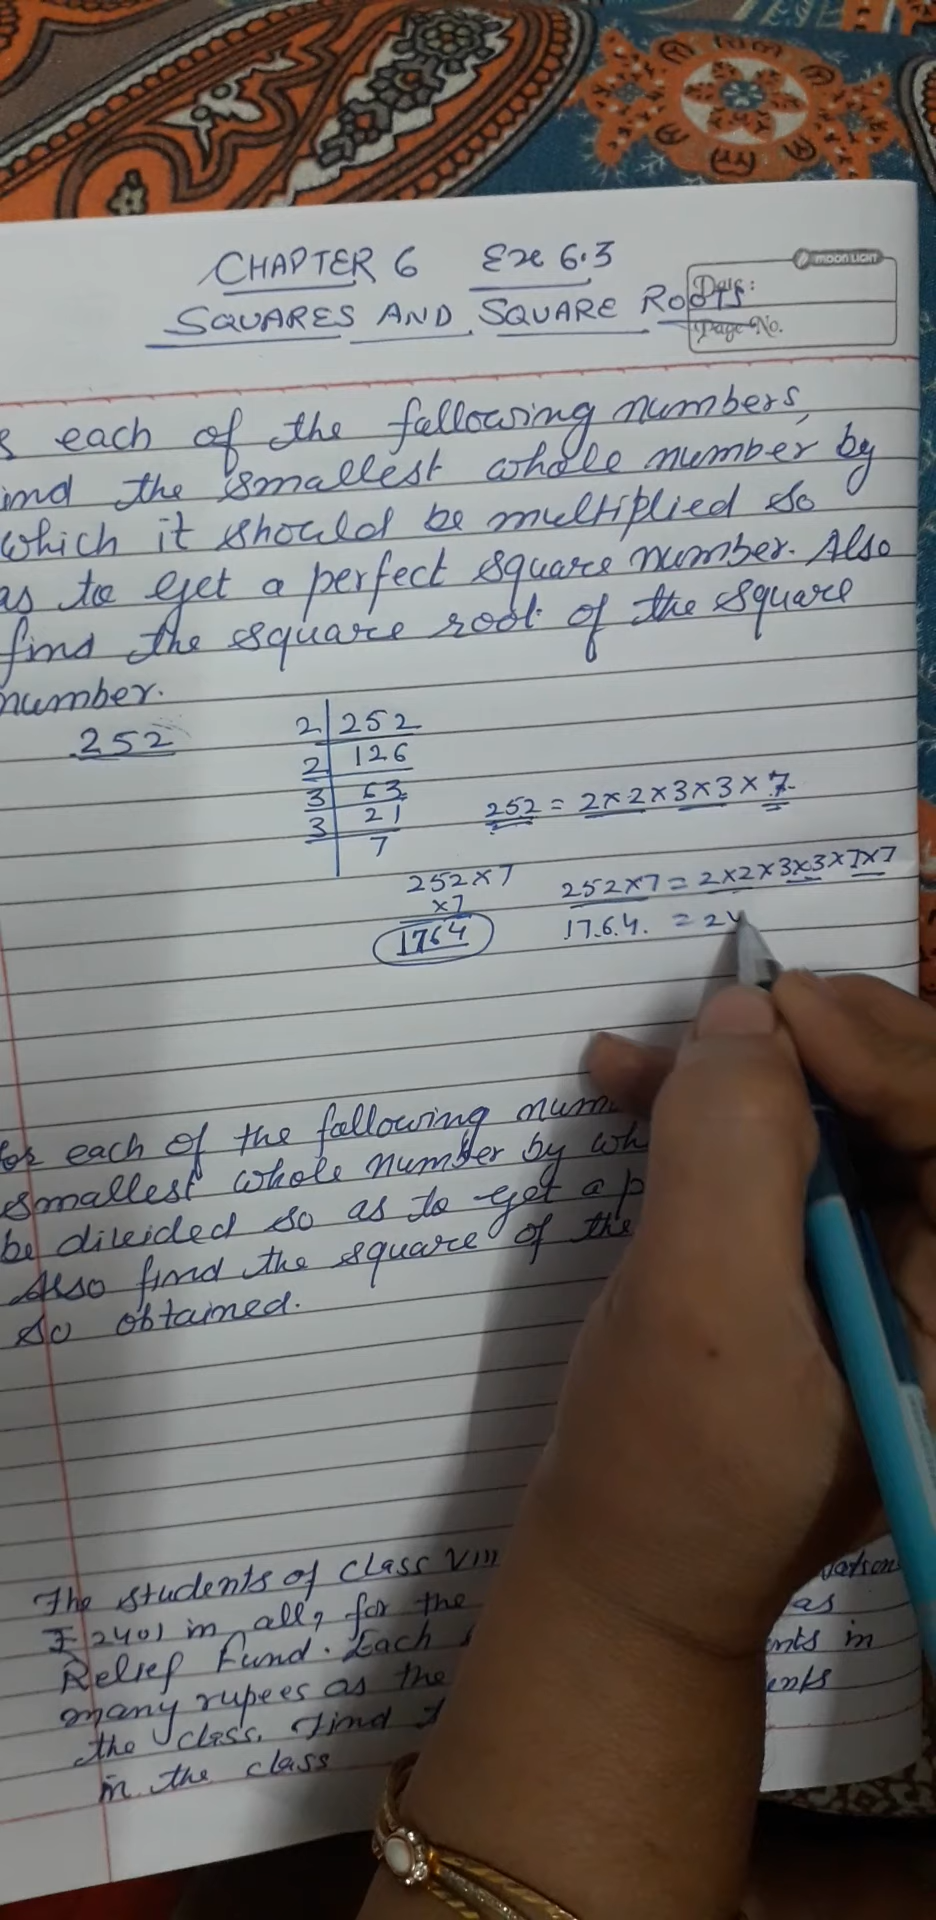 CHAPTER 6 Exe 6.3
MOON LIGHT
Date:
SQUARES AND SQUARE ROOTS
Page No.
each of the following numbers,
the smallest whole number by
which it should be multiplied so
as to get a perfect square number. Also
find the square root of the square
number.
252
2 252
2 126
3 63
3 21
7
252 = 2×2×3×3×7
252×7
×7
1764
252×7 = 2×2×3×3×7×7
17.6.4. = 2×
each of the following num
smallest whole number by wh
be divided so as to get a p
Also find the square of the
so obtained.
The students of class VIII
₹ 2401 in all, for the as
Relief Fund. Each nts in
many rupees as the ents
the class. Find
in the class